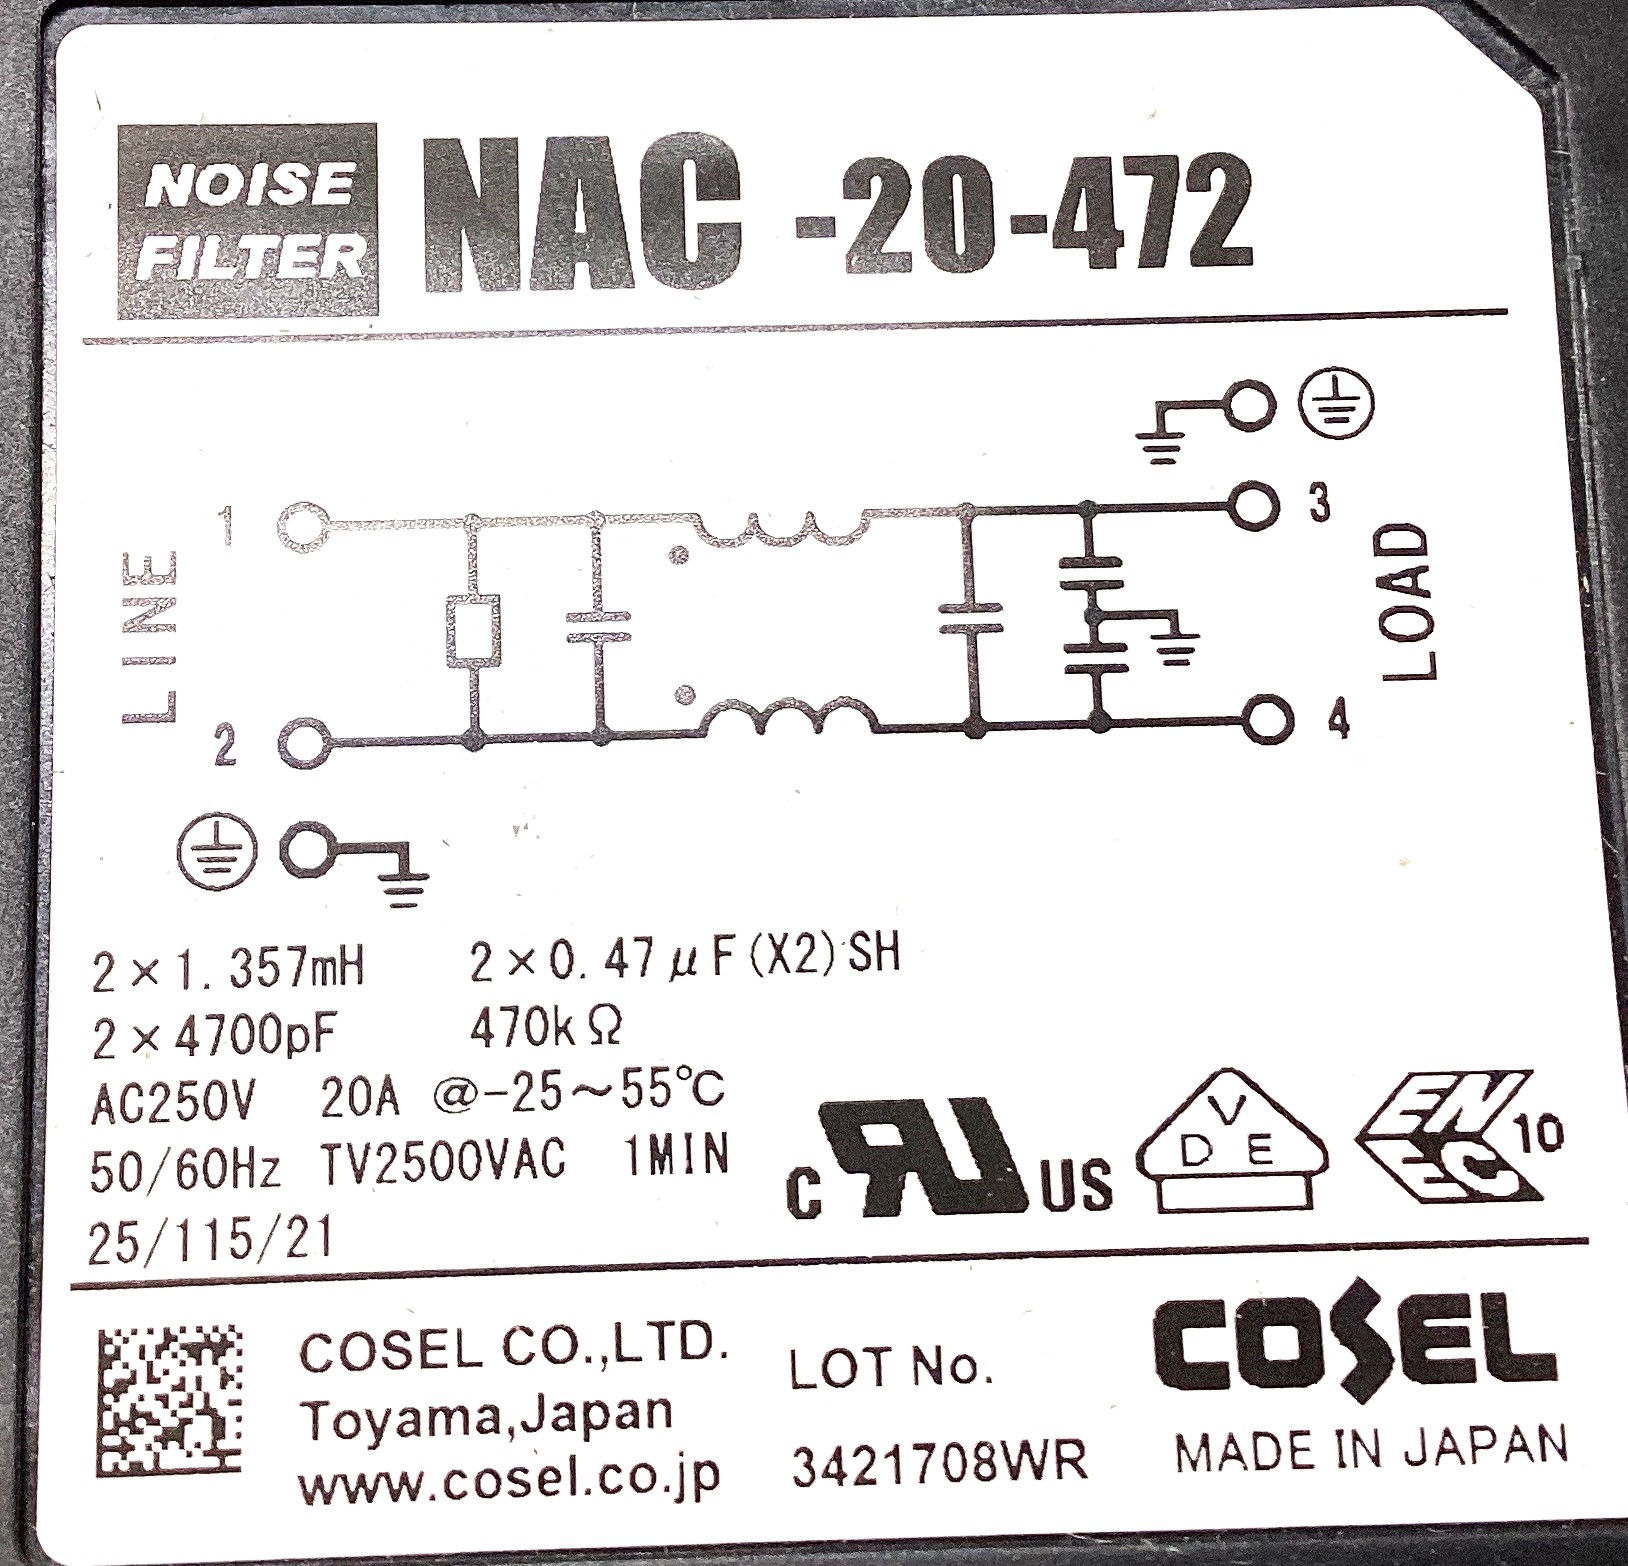 NOISE
FILTER
NAC -20-472
1
3
LINE
LOAD
2
4
2×1.357mH 2×0.47μF(X2)SH
2×4700pF 470kΩ
AC250V 20A @-25~55℃
50/60Hz TV2500VAC 1MIN
25/115/21
c RU US
V
D E
EN
EC
10
COSEL CO.,LTD.
Toyama,Japan
www.cosel.co.jp
LOT No.
3421708WR
COSEL
MADE IN JAPAN